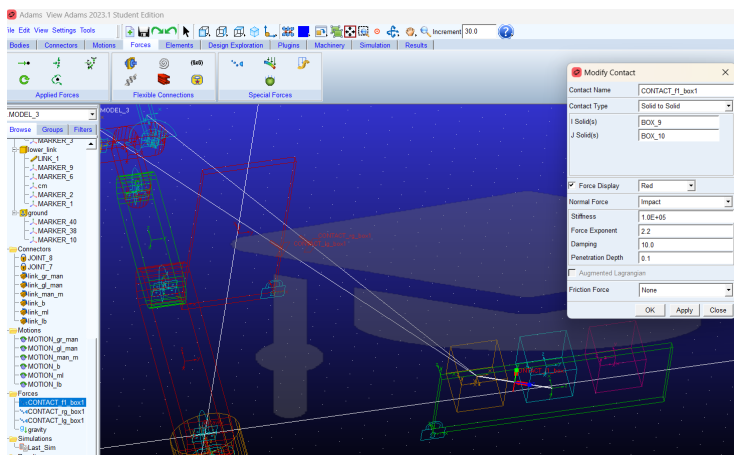 Adams View Adams 2023.1 Student Edition
File Edit View Settings Tools
Increment 30.0
Bodies Connectors Motions Forces Elements Design Exploration Plugins Machinery Simulation Results
Applied Forces Flexible Connections Special Forces
.MODEL_3
Browse Groups Filters
MARKER_3
lower_link
LINK_1
MARKER_9
MARKER_6
cm
MARKER_2
MARKER_1
ground
MARKER_40
MARKER_38
MARKER_10
Connectors
JOINT_8
JOINT_7
link_gr_man
link_gl_man
link_man_m
link_b
link_ml
link_lb
Motions
MOTION_gr_man
MOTION_gl_man
MOTION_man_m
MOTION_b
MOTION_ml
MOTION_lb
Forces
CONTACT_f1_box1
CONTACT_rg_box1
CONTACT_lg_box1
gravity
Simulations
Last_Sim
MODEL_3
Modify Contact
Contact Name CONTACT_f1_box1
Contact Type Solid to Solid
I Solid(s) BOX_9
J Solid(s) BOX_10
Force Display Red
Normal Force Impact
Stiffness 1.0E+05
Force Exponent 2.2
Damping 10.0
Penetration Depth 0.1
Augmented Lagrangian
Friction Force None
OK Apply Close